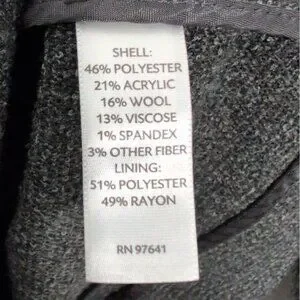 SHELL:
46% POLYESTER
21% ACRYLIC
16% WOOL
13% VISCOSE
1% SPANDEX
3% OTHER FIBER
LINING:
51% POLYESTER
49% RAYON
RN 97641